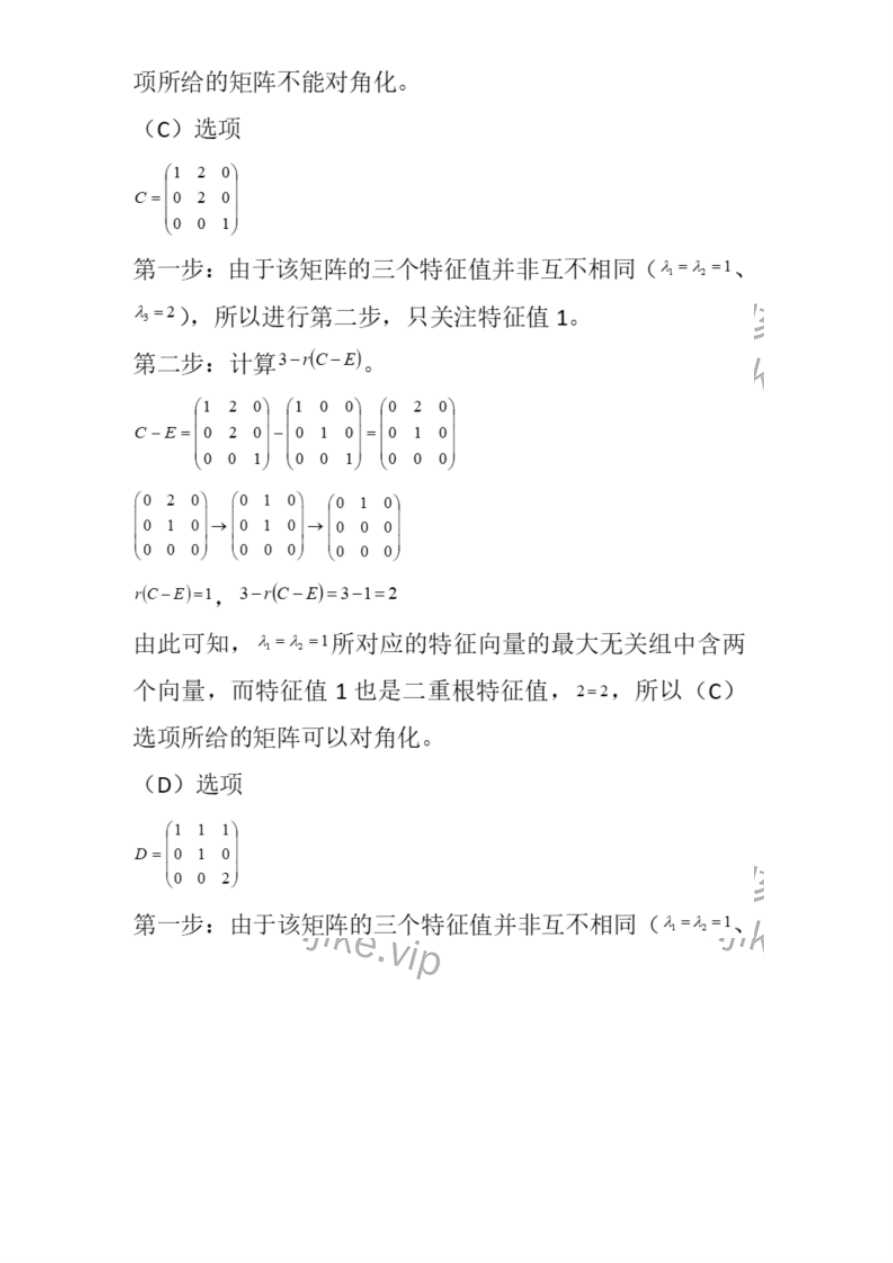 项所给的矩阵不能对角化。
（C）选项
C = (1 2 0
0 2 0
0 0 1)
第一步：由于该矩阵的三个特征值并非互不相同（λ₁ = λ₂ = 1、
λ₃ = 2），所以进行第二步，只关注特征值 1。
第二步：计算3−r(C−E)。
C − E = (1 2 0) − (1 0 0) = (0 2 0)
(0 2 0) (0 1 0) (0 1 0)
(0 0 1) (0 0 1) (0 0 0)
(0 2 0) → (0 1 0) → (0 1 0)
(0 1 0) (0 1 0) (0 0 0)
(0 0 0) (0 0 0) (0 0 0)
r(C−E)=1，3−r(C−E)=3−1=2
由此可知，λ₁ = λ₂ = 1所对应的特征向量的最大无关组中含两
个向量，而特征值 1 也是二重根特征值，2=2，所以（C）
选项所给的矩阵可以对角化。
（D）选项
D = (1 1 1
0 1 0
0 0 2)
第一步：由于该矩阵的三个特征值并非互不相同（λ₁ = λ₂ = 1、
jike.vip